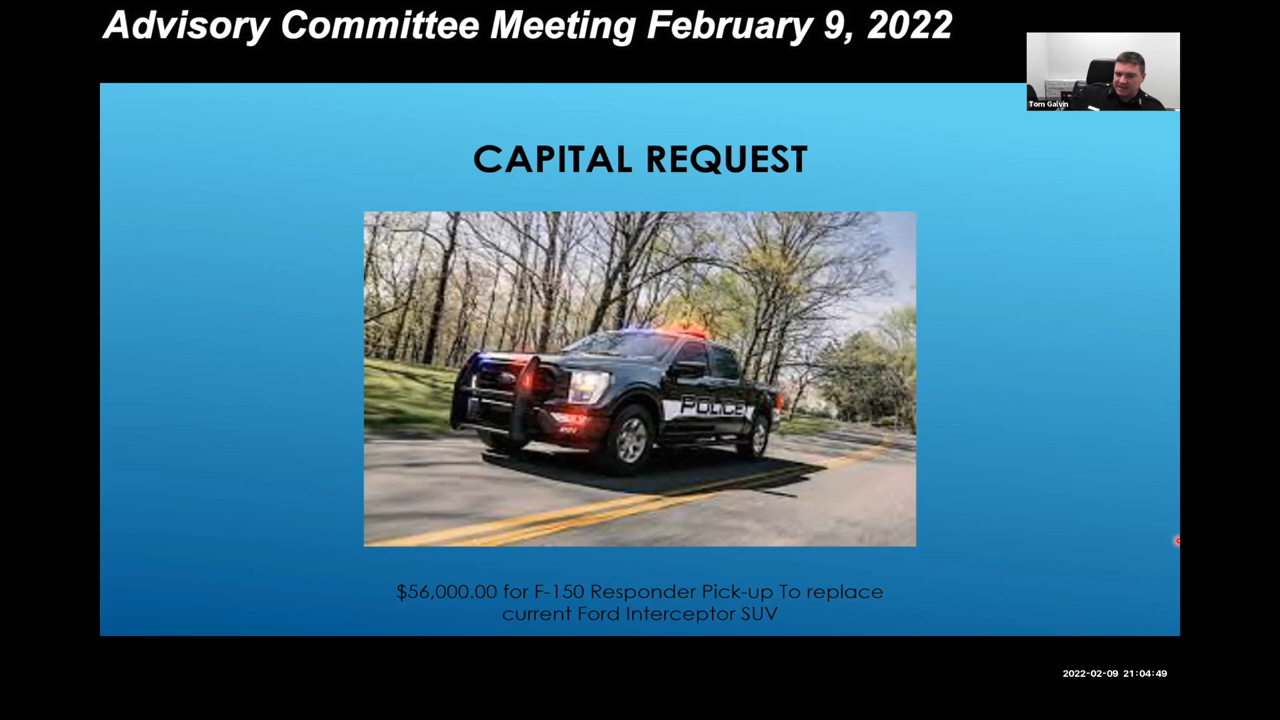 Advisory Committee Meeting February 9, 2022
Tom Galvin
CAPITAL REQUEST
POLICE
$56,000.00 for F-150 Responder Pick-up To replace
current Ford Interceptor SUV
2022-02-09 21:04:49